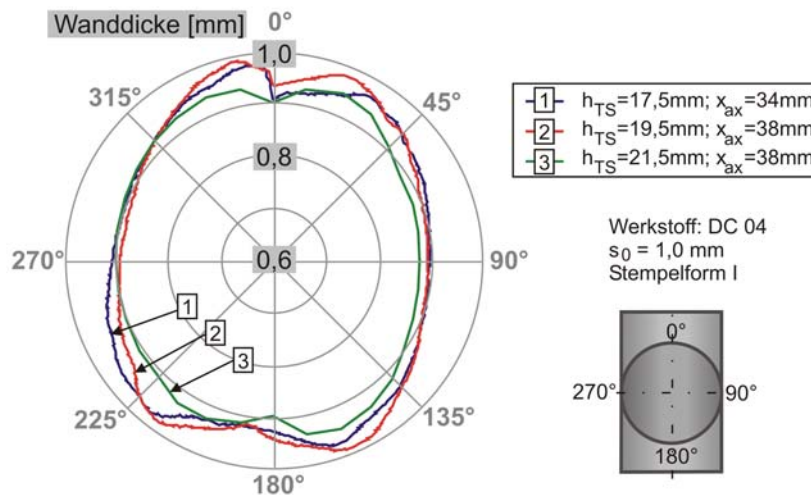 Wanddicke [mm]
0°
1,0
0,8
0,6
45°
90°
135°
180°
225°
270°
315°
1
2
3
1 h_TS=17,5mm; x_ax=34mm
2 h_TS=19,5mm; x_ax=38mm
3 h_TS=21,5mm; x_ax=38mm
Werkstoff: DC 04
s_0 = 1,0 mm
Stempelform I
0°
270°
90°
180°